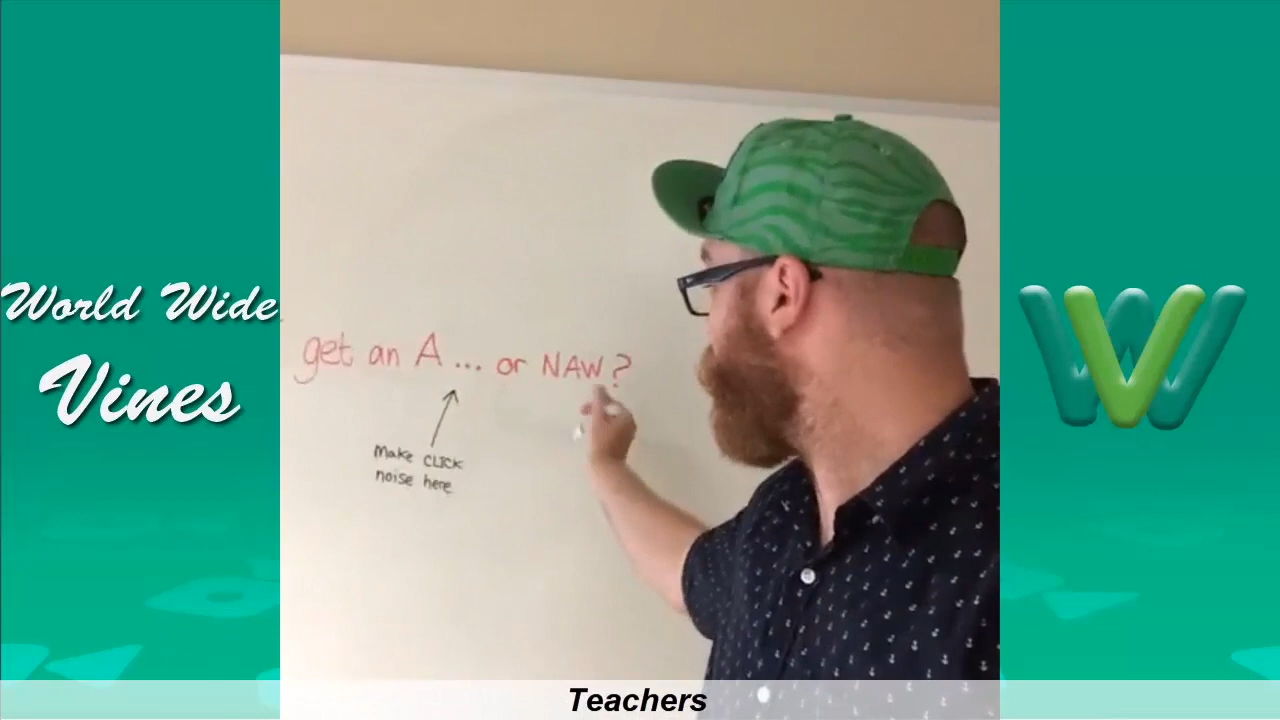 World Wide
Vines
get an A ... or NAW?
make CLICK
noise here
W
Teachers